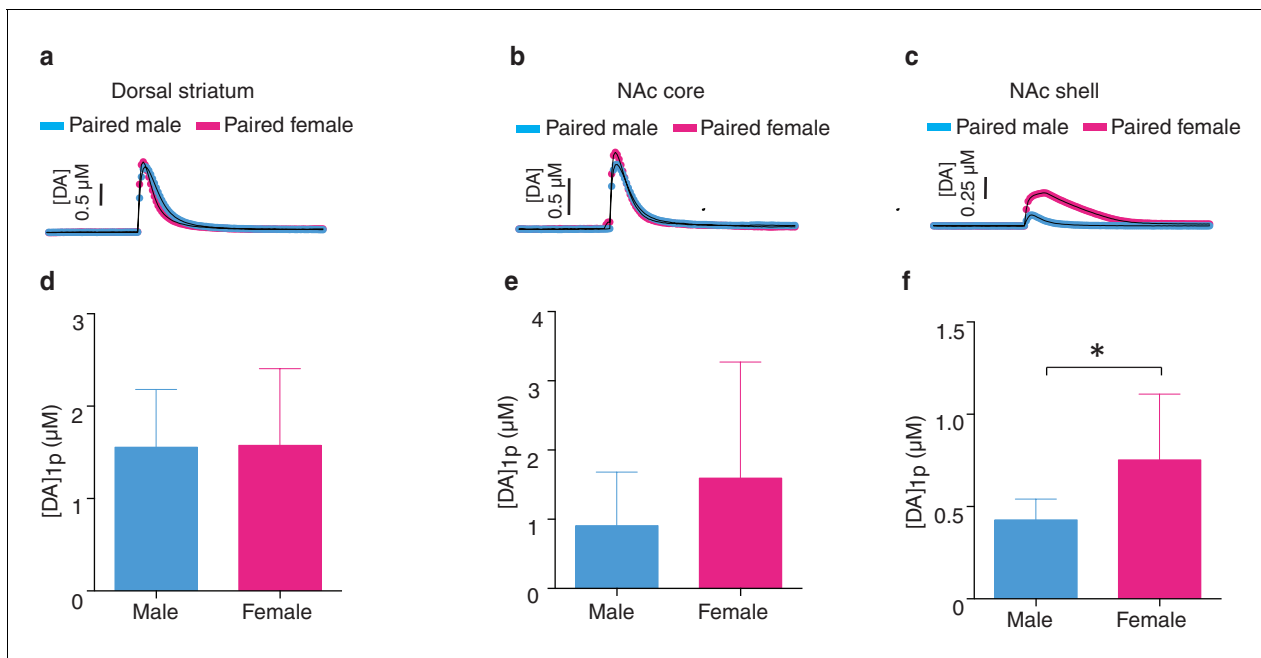 a
Dorsal striatum
Paired male Paired female
[DA]
0.5 µM
b
NAc core
Paired male Paired female
[DA]
0.5 µM
c
NAc shell
Paired male Paired female
[DA]
0.25 µM
d
3
2
1
0
[DA]1p (µM)
Male Female
e
4
3
2
1
0
[DA]1p (µM)
Male Female
f
1.5
1.0
0.5
0
[DA]1p (µM)
*
Male Female